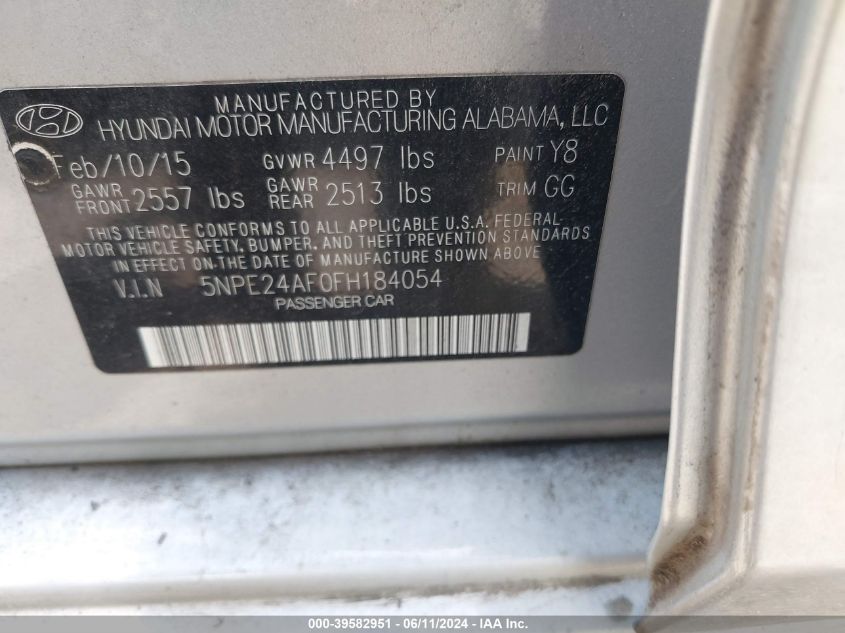 MANUFACTURED BY
HYUNDAI MOTOR MANUFACTURING ALABAMA, LLC
Feb/10/15 GVWR 4497 lbs PAINT Y8
GAWR FRONT 2557 lbs GAWR REAR 2513 lbs TRIM GG
THIS VEHICLE CONFORMS TO ALL APPLICABLE U.S.A. FEDERAL
MOTOR VEHICLE SAFETY, BUMPER, AND THEFT PREVENTION STANDARDS
IN EFFECT ON THE DATE OF MANUFACTURE SHOWN ABOVE
V.I.N 5NPE24AF0FH184054
PASSENGER CAR
000-39582951 - 06/11/2024 - IAA Inc.